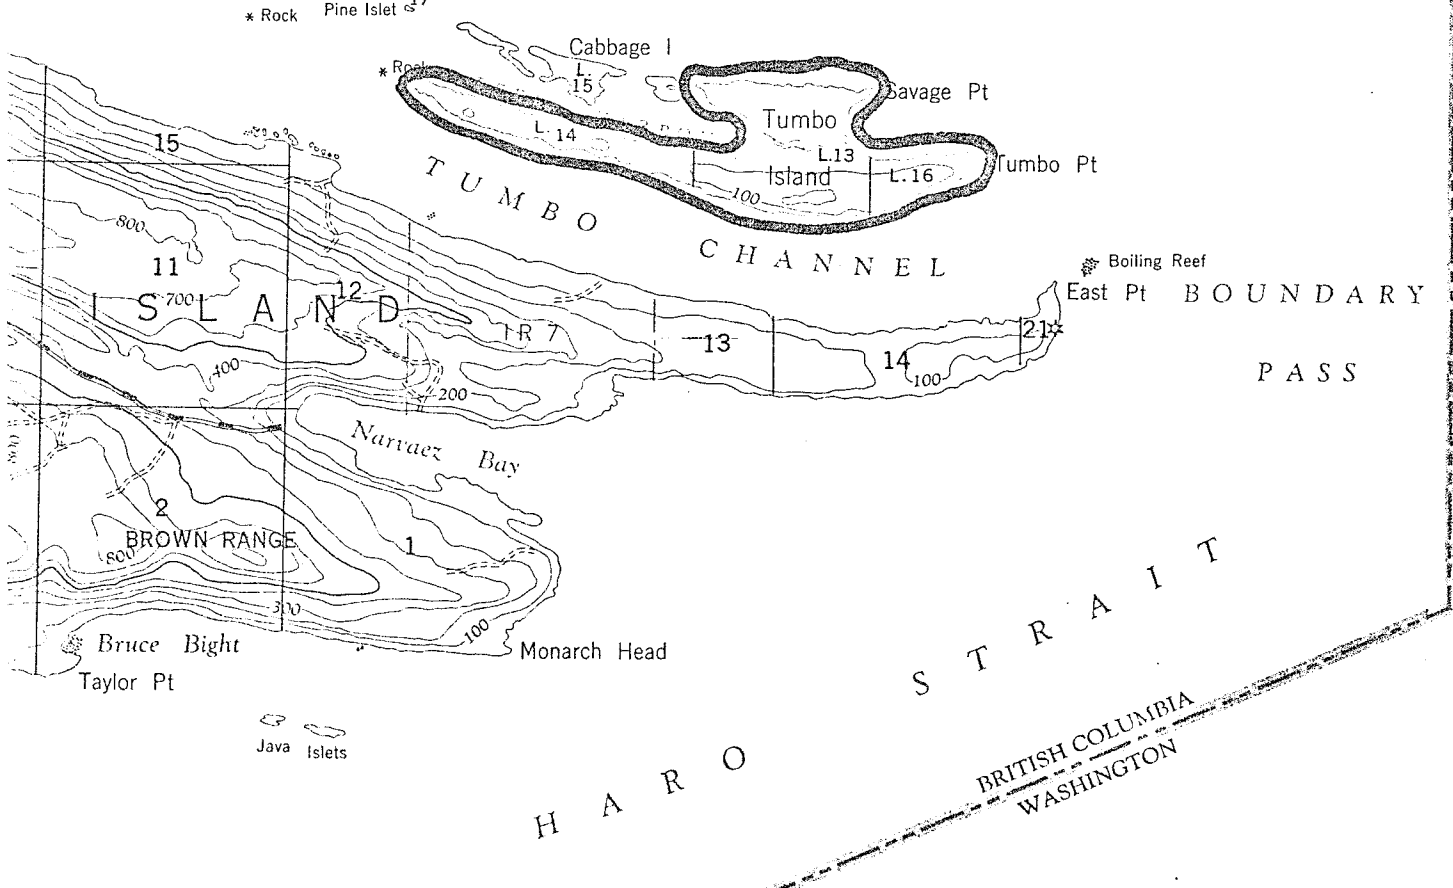 * Rock Pine Islet 17
Cabbage I
* Rock
L.
15
Savage Pt
Tumbo
L. 14
15
L.13
Tumbo Pt
Island
L.16
100
TUMBO CHANNEL
800
11
Boiling Reef
East Pt
BOUNDARY
PASS
700
12
ISLAND
IR 7
13
21
14
100
400
200
Narvaez Bay
800
2
BROWN RANGE
800
1
300
100
Bruce Bight
Monarch Head
Taylor Pt
Java Islets
HARO STRAIT
BRITISH COLUMBIA
WASHINGTON